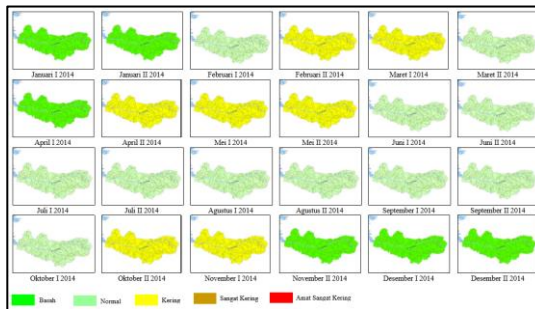 Januari I 2014 Januari II 2014 Februari I 2014 Februari II 2014 Maret I 2014 Maret II 2014
April I 2014 April II 2014 Mei I 2014 Mei II 2014 Juni I 2014 Juni II 2014
Juli I 2014 Juli II 2014 Agustus I 2014 Agustus II 2014 September I 2014 September II 2014
Oktober I 2014 Oktober II 2014 November I 2014 November II 2014 Desember I 2014 Desember II 2014
Basah Normal Kering Sangat Kering Amat Sangat Kering